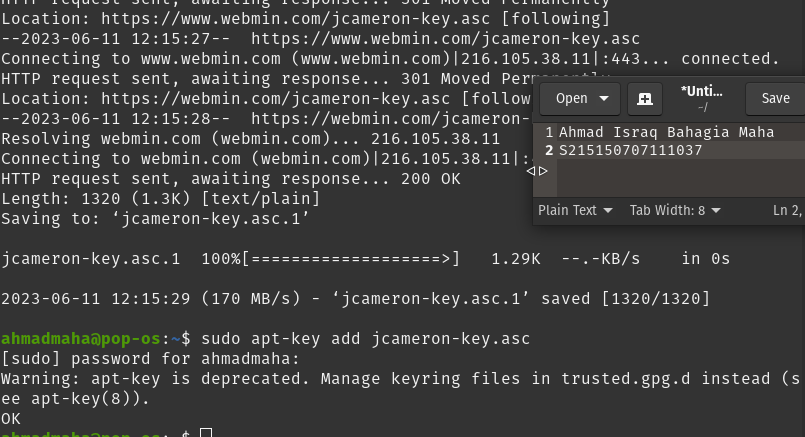 HTTP request sent, awaiting response... 301 Moved Permanently
Location: https://www.webmin.com/jcameron-key.asc [following]
--2023-06-11 12:15:27--  https://www.webmin.com/jcameron-key.asc
Connecting to www.webmin.com (www.webmin.com)|216.105.38.11|:443... connected.
HTTP request sent, awaiting response... 301 Moved Permanently
Location: https://webmin.com/jcameron-key.asc [follow
--2023-06-11 12:15:28--  https://webmin.com/jcameron-
Resolving webmin.com (webmin.com)... 216.105.38.11
Connecting to webmin.com (webmin.com)|216.105.38.11|:
HTTP request sent, awaiting response... 200 OK
Length: 1320 (1.3K) [text/plain]
Saving to: ‘jcameron-key.asc.1’
jcameron-key.asc.1  100%[===================>]   1.29K  --.-KB/s    in 0s
2023-06-11 12:15:29 (170 MB/s) - ‘jcameron-key.asc.1’ saved [1320/1320]
ahmadmaha@pop-os:~$ sudo apt-key add jcameron-key.asc
[sudo] password for ahmadmaha:
Warning: apt-key is deprecated. Manage keyring files in trusted.gpg.d instead (s
ee apt-key(8)).
OK
ahmadmaha@pop-os:~$
Open
*Unti...
~/
Save
1 Ahmad Israq Bahagia Maha
2 S215150707111037
Plain Text
Tab Width: 8
Ln 2,